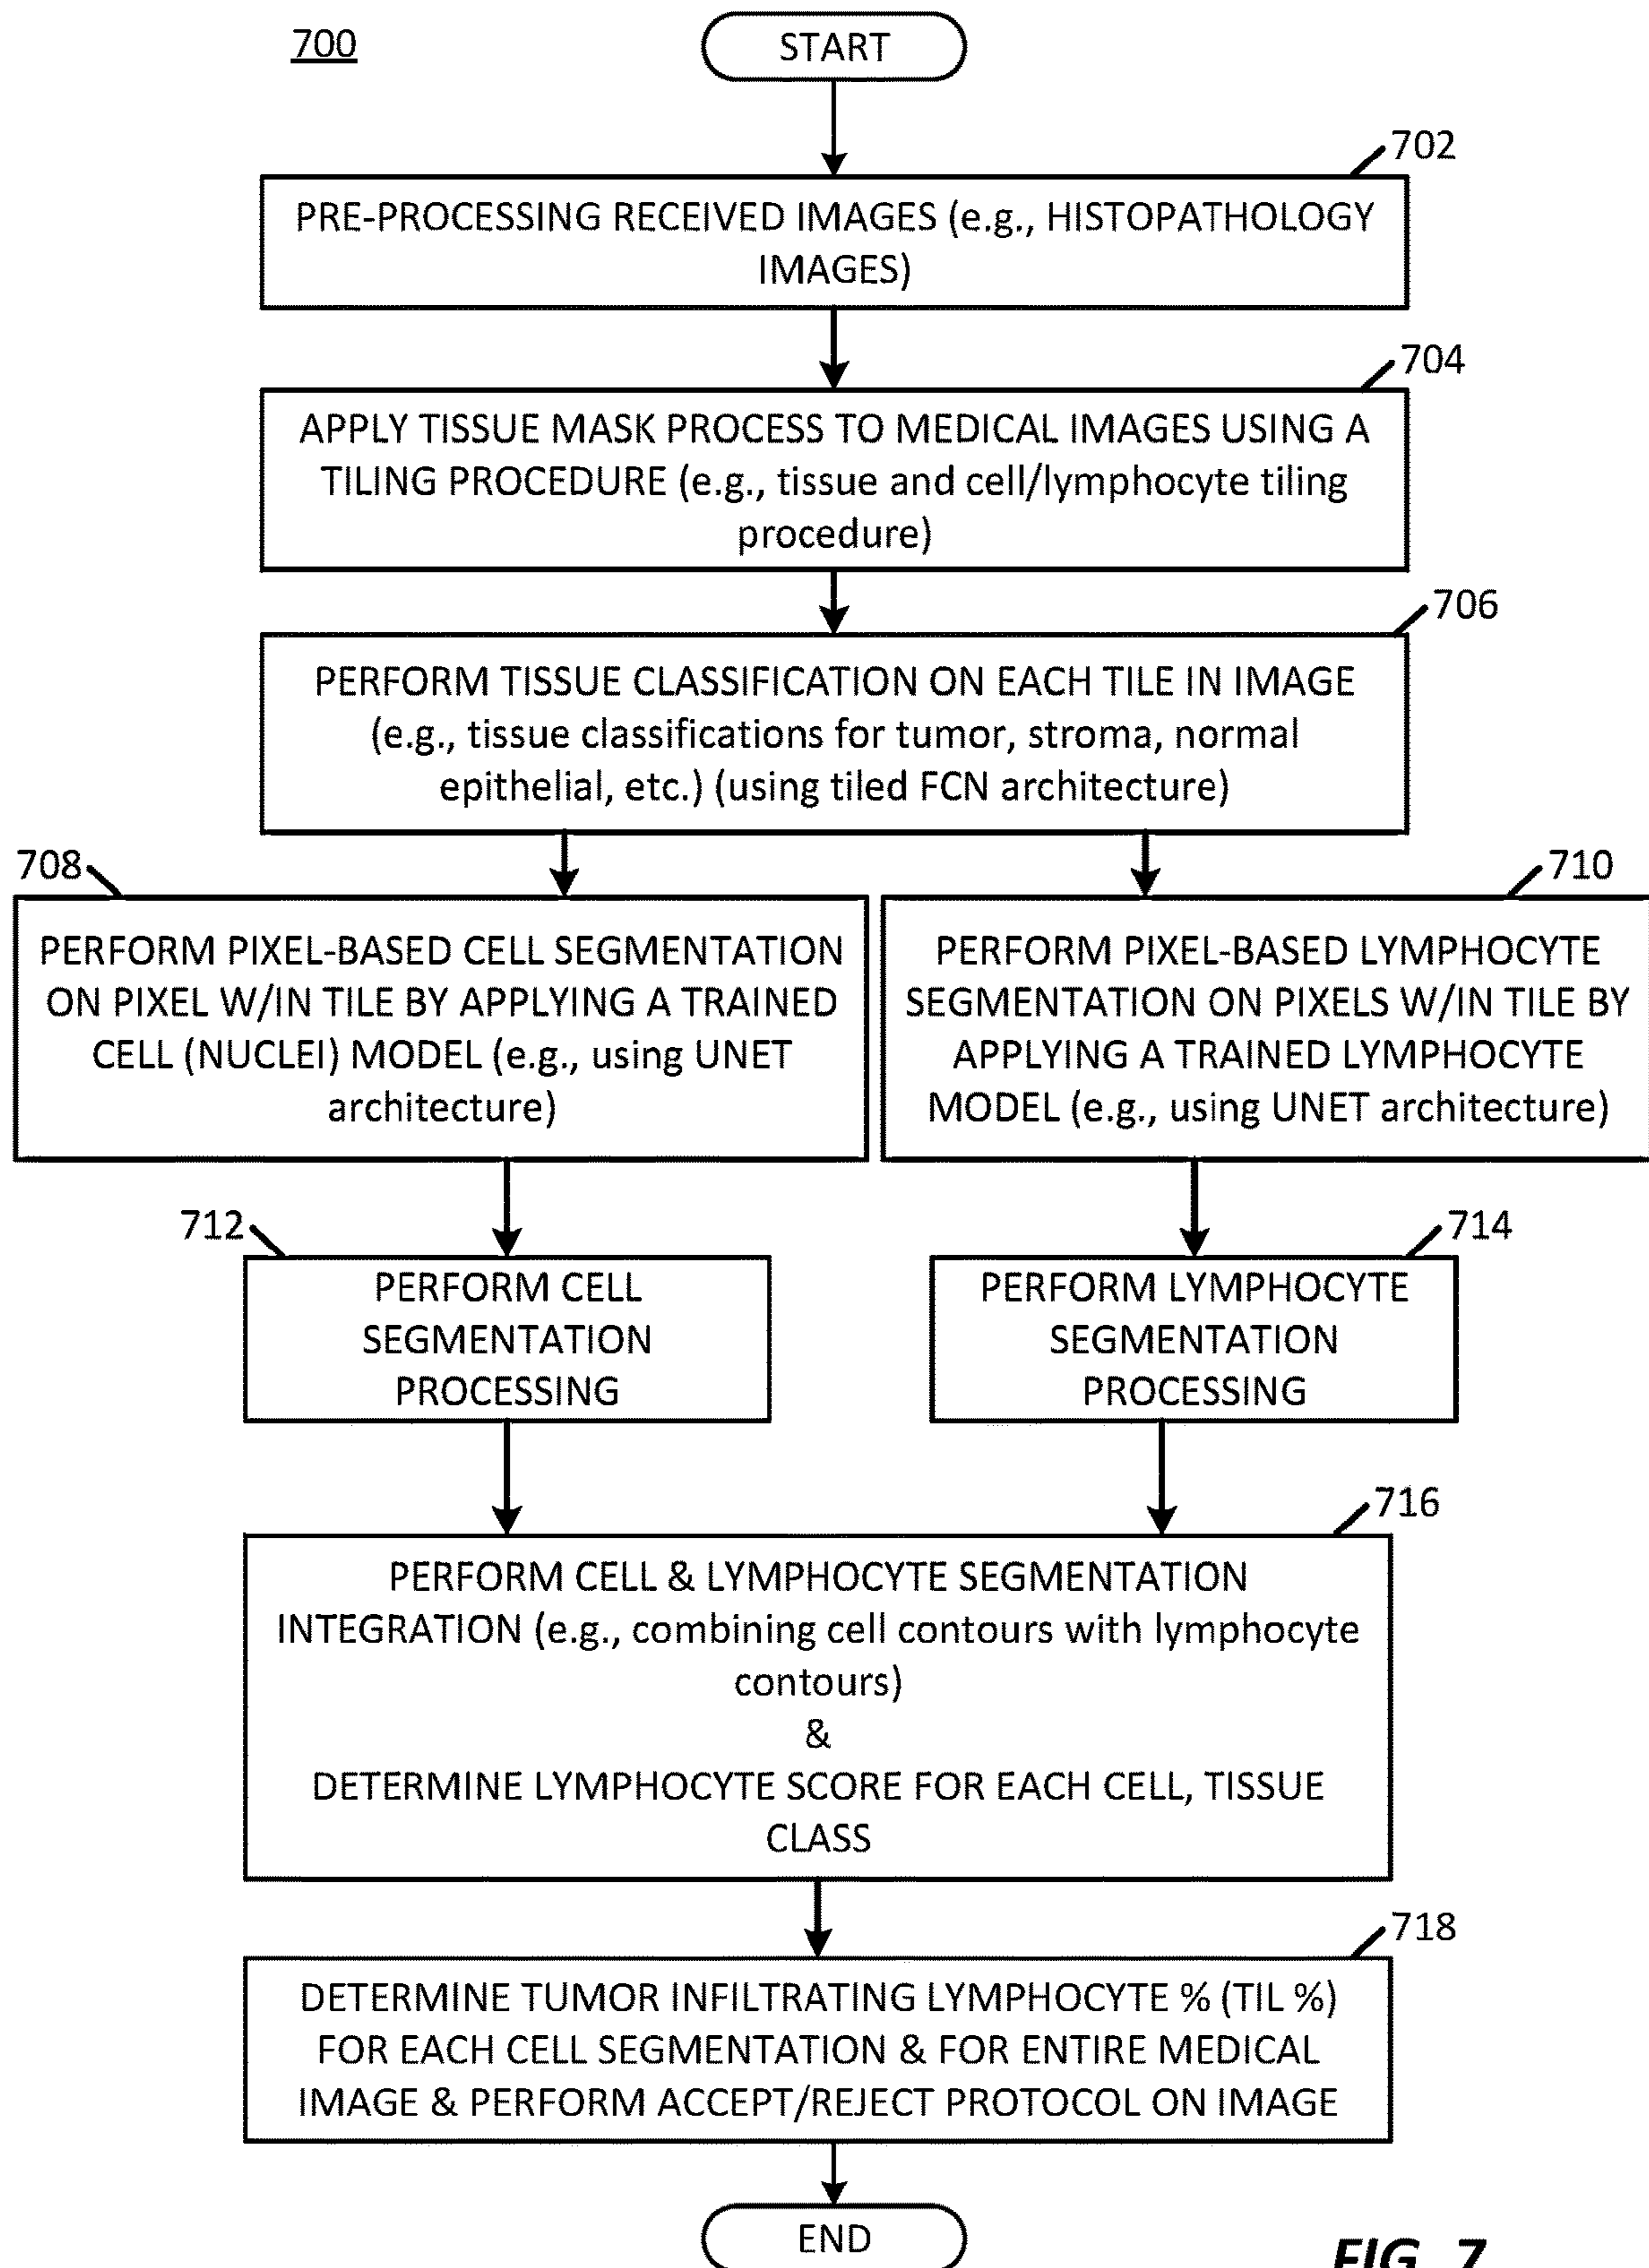 700
START
702
PRE-PROCESSING RECEIVED IMAGES (e.g., HISTOPATHOLOGY
IMAGES)
704
APPLY TISSUE MASK PROCESS TO MEDICAL IMAGES USING A
TILING PROCEDURE (e.g., tissue and cell/lymphocyte tiling
procedure)
706
PERFORM TISSUE CLASSIFICATION ON EACH TILE IN IMAGE
(e.g., tissue classifications for tumor, stroma, normal
epithelial, etc.) (using tiled FCN architecture)
708
PERFORM PIXEL-BASED CELL SEGMENTATION
ON PIXEL W/IN TILE BY APPLYING A TRAINED
CELL (NUCLEI) MODEL (e.g., using UNET
architecture)
710
PERFORM PIXEL-BASED LYMPHOCYTE
SEGMENTATION ON PIXELS W/IN TILE BY
APPLYING A TRAINED LYMPHOCYTE
MODEL (e.g., using UNET architecture)
712
PERFORM CELL
SEGMENTATION
PROCESSING
714
PERFORM LYMPHOCYTE
SEGMENTATION
PROCESSING
716
PERFORM CELL & LYMPHOCYTE SEGMENTATION
INTEGRATION (e.g., combining cell contours with lymphocyte
contours)
&
DETERMINE LYMPHOCYTE SCORE FOR EACH CELL, TISSUE
CLASS
718
DETERMINE TUMOR INFILTRATING LYMPHOCYTE % (TIL %)
FOR EACH CELL SEGMENTATION & FOR ENTIRE MEDICAL
IMAGE & PERFORM ACCEPT/REJECT PROTOCOL ON IMAGE
END
FIG. 7